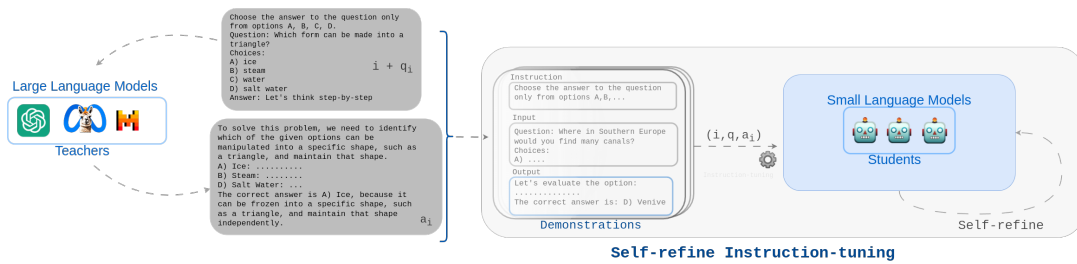 Large Language Models
Teachers
Choose the answer to the question only
from options A, B, C, D.
Question: Which form can be made into a
triangle?
Choices:
A) ice
B) steam
C) water
D) salt water
Answer: Let's think step-by-step
i + qi
To solve this problem, we need to identify
which of the given options can be
manipulated into a specific shape, such as
a triangle, and maintain that shape.
A) Ice: ..........
B) Steam: ........
D) Salt Water: ...
The correct answer is A) Ice, because it
can be frozen into a specific shape, such
as a triangle, and maintain that shape
independently.
ai
Instruction
Choose the answer to the question
only from options A,B,...
Input
Question: Where in Southern Europe
would you find many canals?
Choices:
A) ....
Output
Let's evaluate the option:
..............
The correct answer is: D) Venive
Demonstrations
(i,q,ai)
Instruction-tuning
Small Language Models
Students
Self-refine
Self-refine Instruction-tuning